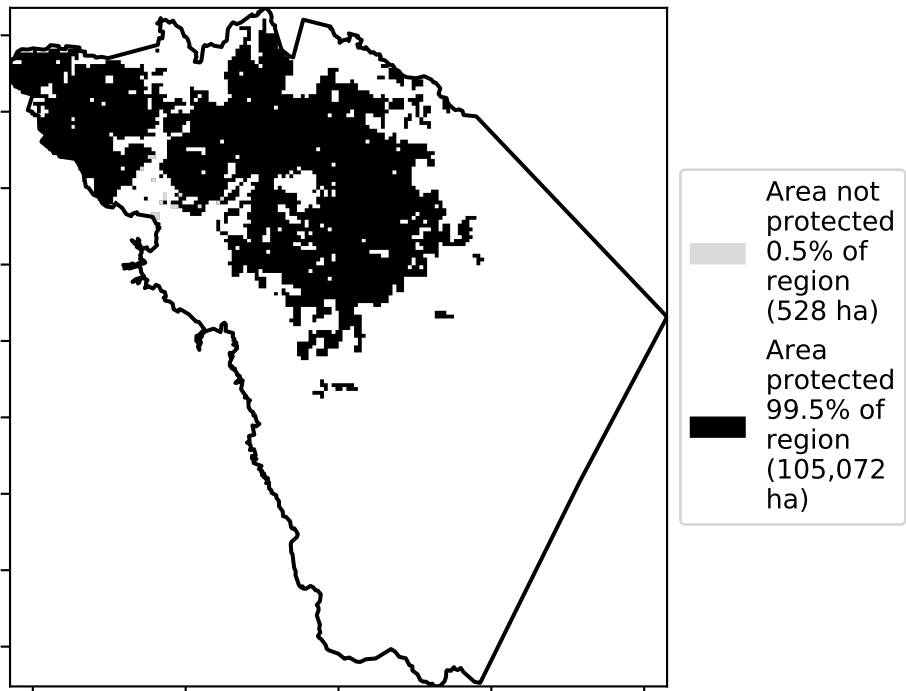 Area not
protected
0.5% of
region
(528 ha)
Area
protected
99.5% of
region
(105,072
ha)